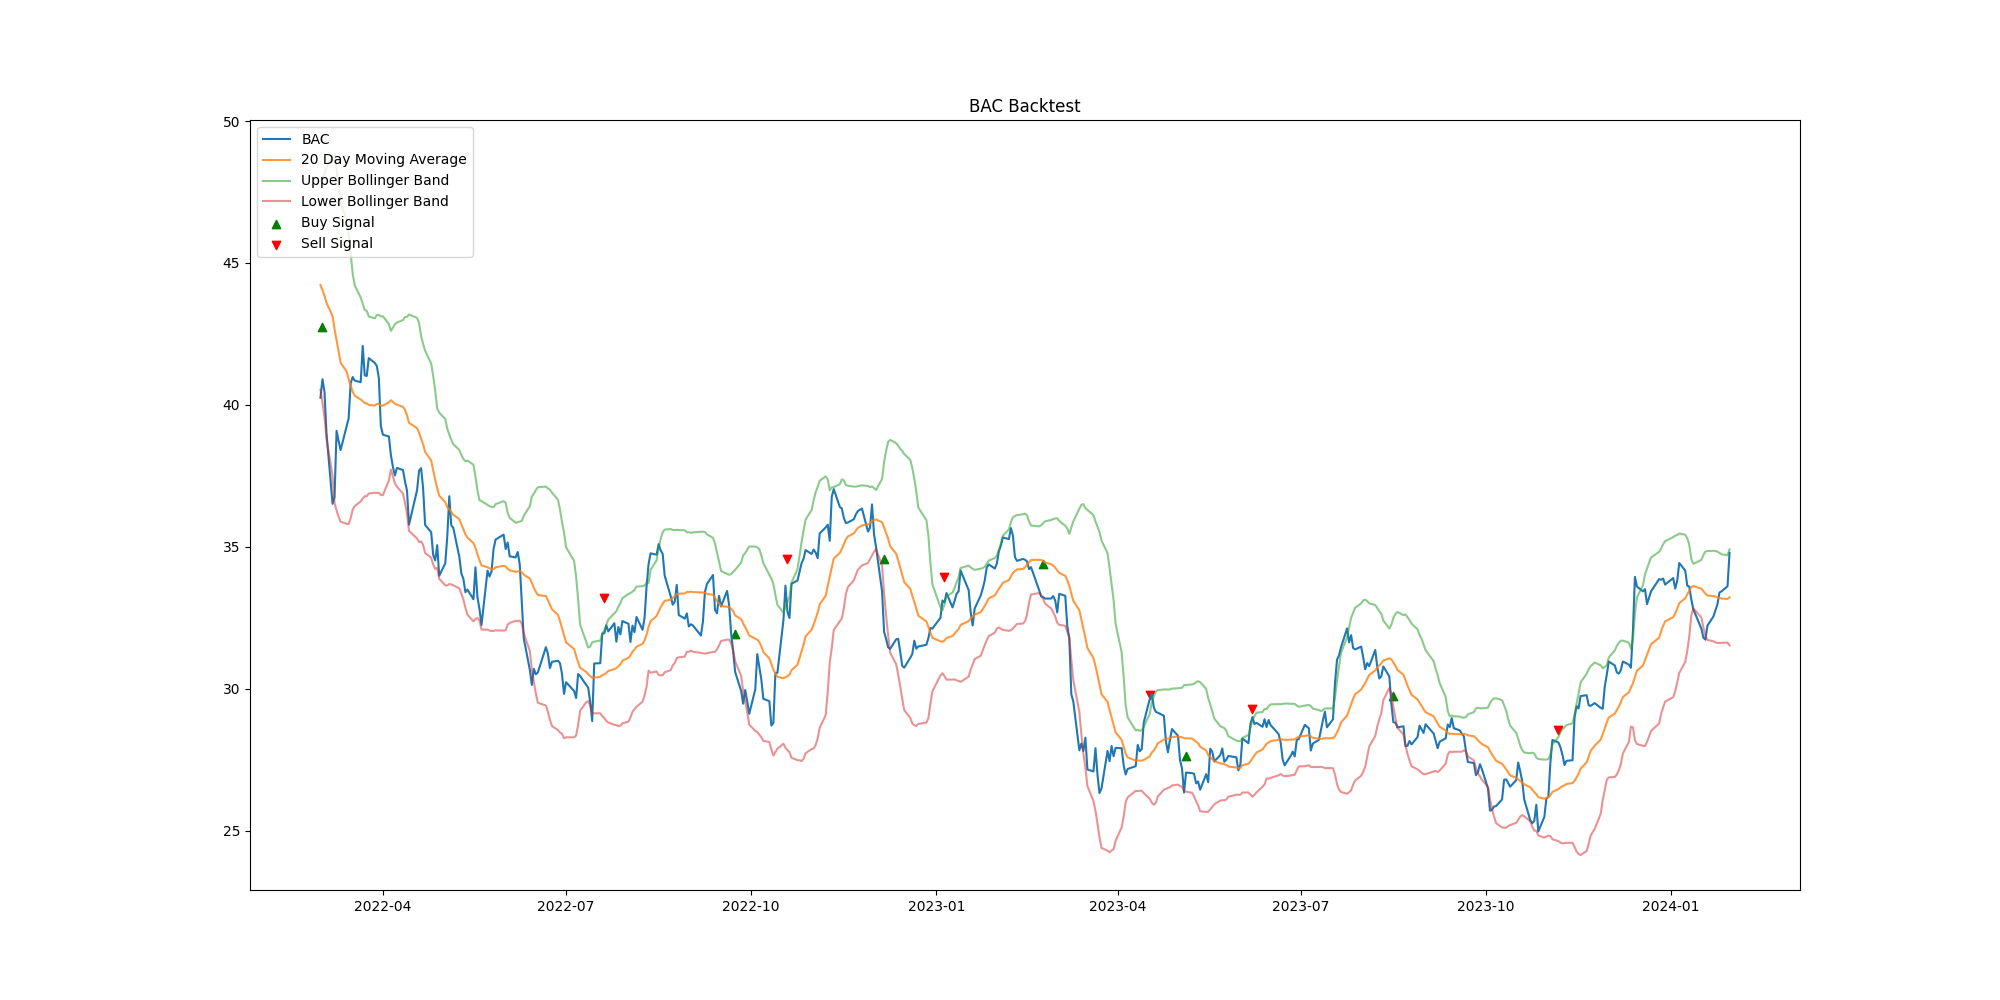 BAC Backtest
50
45
40
35
30
25
BAC
20 Day Moving Average
Upper Bollinger Band
Lower Bollinger Band
Buy Signal
Sell Signal
2022-04 2022-07 2022-10 2023-01 2023-04 2023-07 2023-10 2024-01